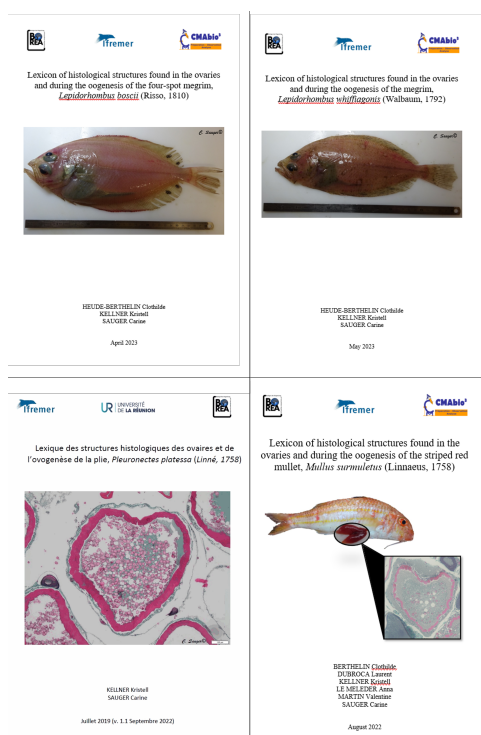 BOREA
Ifremer
CMAbio³
Lexicon of histological structures found in the ovaries
and during the oogenesis of the four-spot megrim,
Lepidorhombus boscii (Risso, 1810)
C. Sauger©
HEUDE-BERTHELIN Clothilde
KELLNER Kristell
SAUGER Carine
April 2023
BOREA
Ifremer
CMAbio³
Lexicon of histological structures found in the ovaries
and during the oogenesis of the megrim,
Lepidorhombus whiffiagonis (Walbaum, 1792)
C. Sauger©
HEUDE-BERTHELIN Clothilde
KELLNER Kristell
SAUGER Carine
May 2023
Ifremer
UR UNIVERSITÉ
DE LA RÉUNION
BOREA
Lexique des structures histologiques des ovaires et de
l'ovogenèse de la plie, Pleuronectes platessa (Linné, 1758)
C. Sauger©
KELLNER Kristell
SAUGER Carine
Juillet 2019 (v. 1.1 Septembre 2022)
BOREA
Ifremer
CMAbio³
Lexicon of histological structures found in the
ovaries and during the oogenesis of the striped red
mullet, Mullus surmuletus (Linnaeus, 1758)
BERTHELIN Clothilde
DUBROCA Laurent
KELLNER Kristell
LE MELEDER Anna
MARTIN Valentine
SAUGER Carine
August 2022